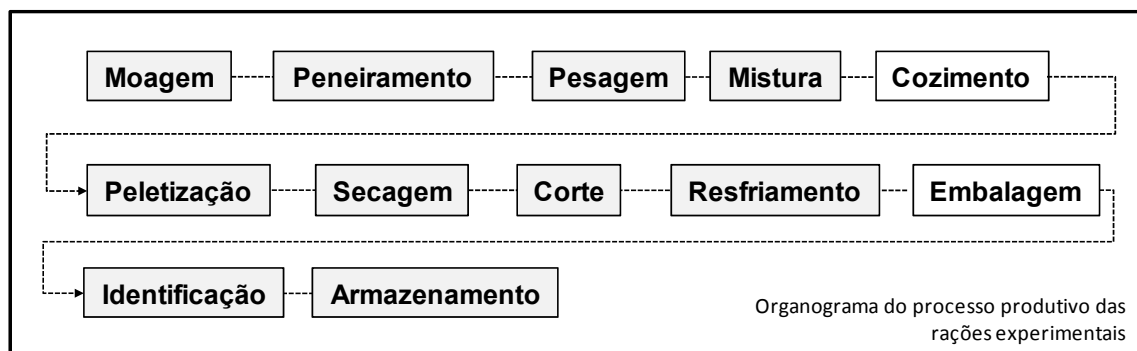 Moagem Peneiramento Pesagem Mistura Cozimento
Peletização Secagem Corte Resfriamento Embalagem
Identificação Armazenamento
Organograma do processo produtivo das
rações experimentais